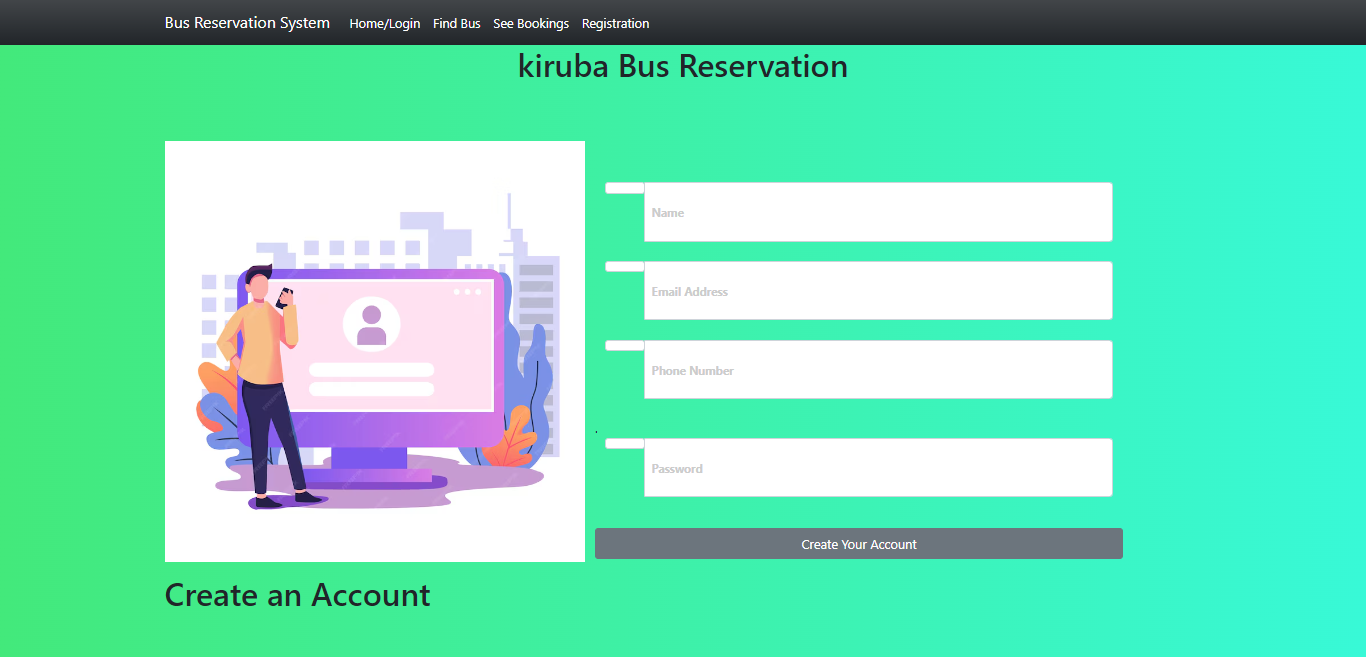 Bus Reservation System Home/Login Find Bus See Bookings Registration
kiruba Bus Reservation
Name
Email Address
Phone Number
.
Password
Create Your Account
Create an Account